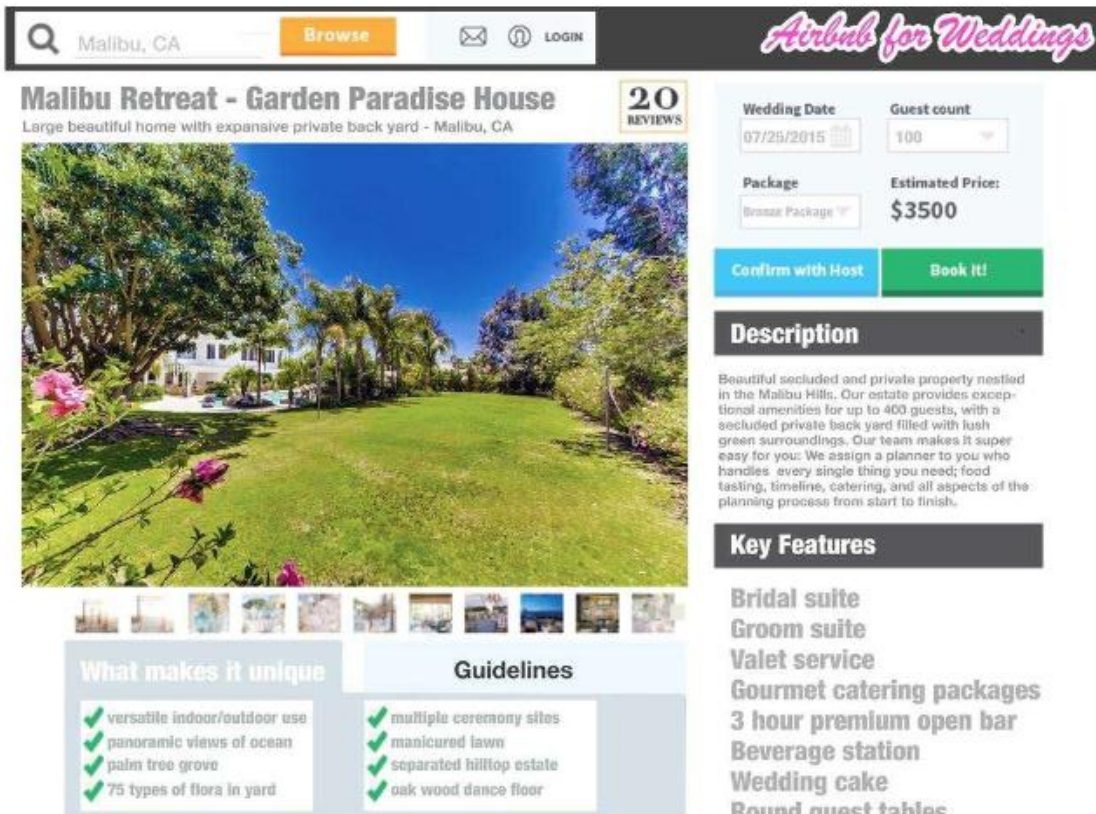 Malibu, CA
Browse
LOGIN
Airbnb for Weddings
Malibu Retreat - Garden Paradise House
Large beautiful home with expansive private back yard - Malibu, CA
20
REVIEWS
Wedding Date
Guest count
07/25/2015
100
Package
Estimated Price:
Bronze Package
$3500
Confirm with Host
Book It!
Description
Beautiful secluded and private property nestled
in the Malibu Hills. Our estate provides excep-
tional amenities for up to 400 guests, with a
secluded private back yard filled with lush
green surroundings. Our team makes it super
easy for you: We assign a planner to you who
handles every single thing you need; food
tasting, timeline, catering, and all aspects of the
planning process from start to finish.
Key Features
Bridal suite
Groom suite
Valet service
Gourmet catering packages
3 hour premium open bar
Beverage station
Wedding cake
Round guest tables
What makes it unique
Guidelines
versatile indoor/outdoor use
panoramic views of ocean
palm tree grove
75 types of flora in yard
multiple ceremony sites
manicured lawn
separated hilltop estate
oak wood dance floor